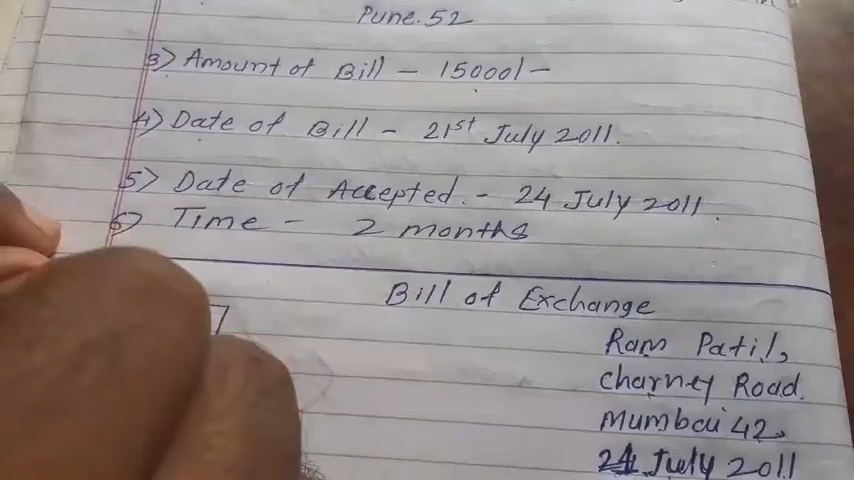 Pune.52
3) Amount of Bill - 15000/-
4) Date of Bill - 21st July 2011.
5) Date of Accepted. - 24 July 2011.
6) Time - 2 months
Bill of Exchange
Ram Patil,
Charney Road.
Mumbai 42,
21 July 2011